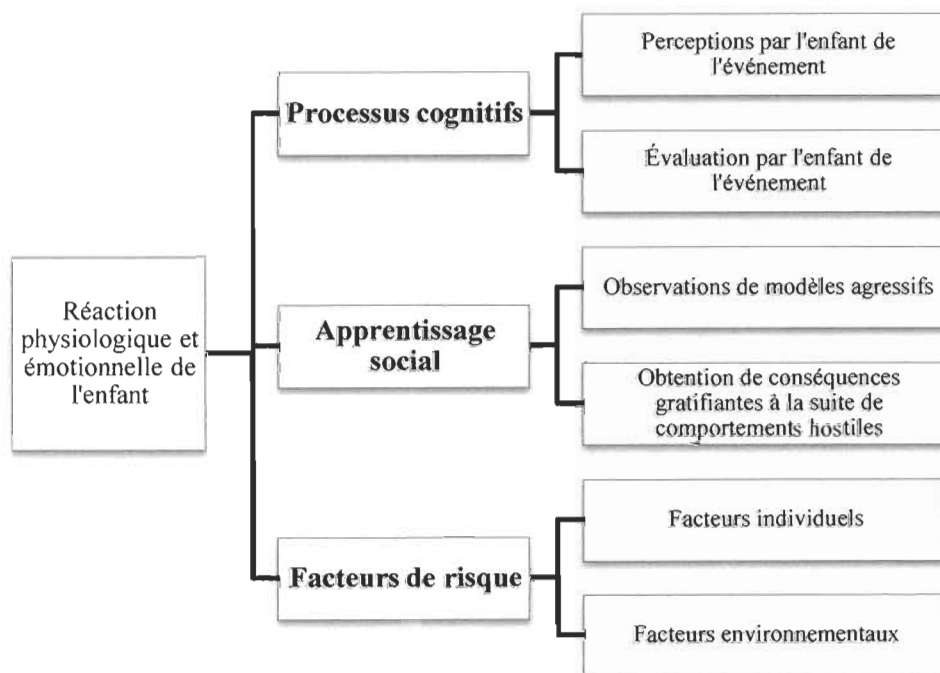 Perceptions par l'enfant de
l'événement
Processus cognitifs
Évaluation par l'enfant de
l'événement
Réaction
physiologique et
émotionnelle de
l'enfant
Observations de modèles agressifs
Apprentissage
social
Obtention de conséquences
gratifiantes à la suite de
comportements hostiles
Facteurs individuels
Facteurs de risque
Facteurs environnementaux